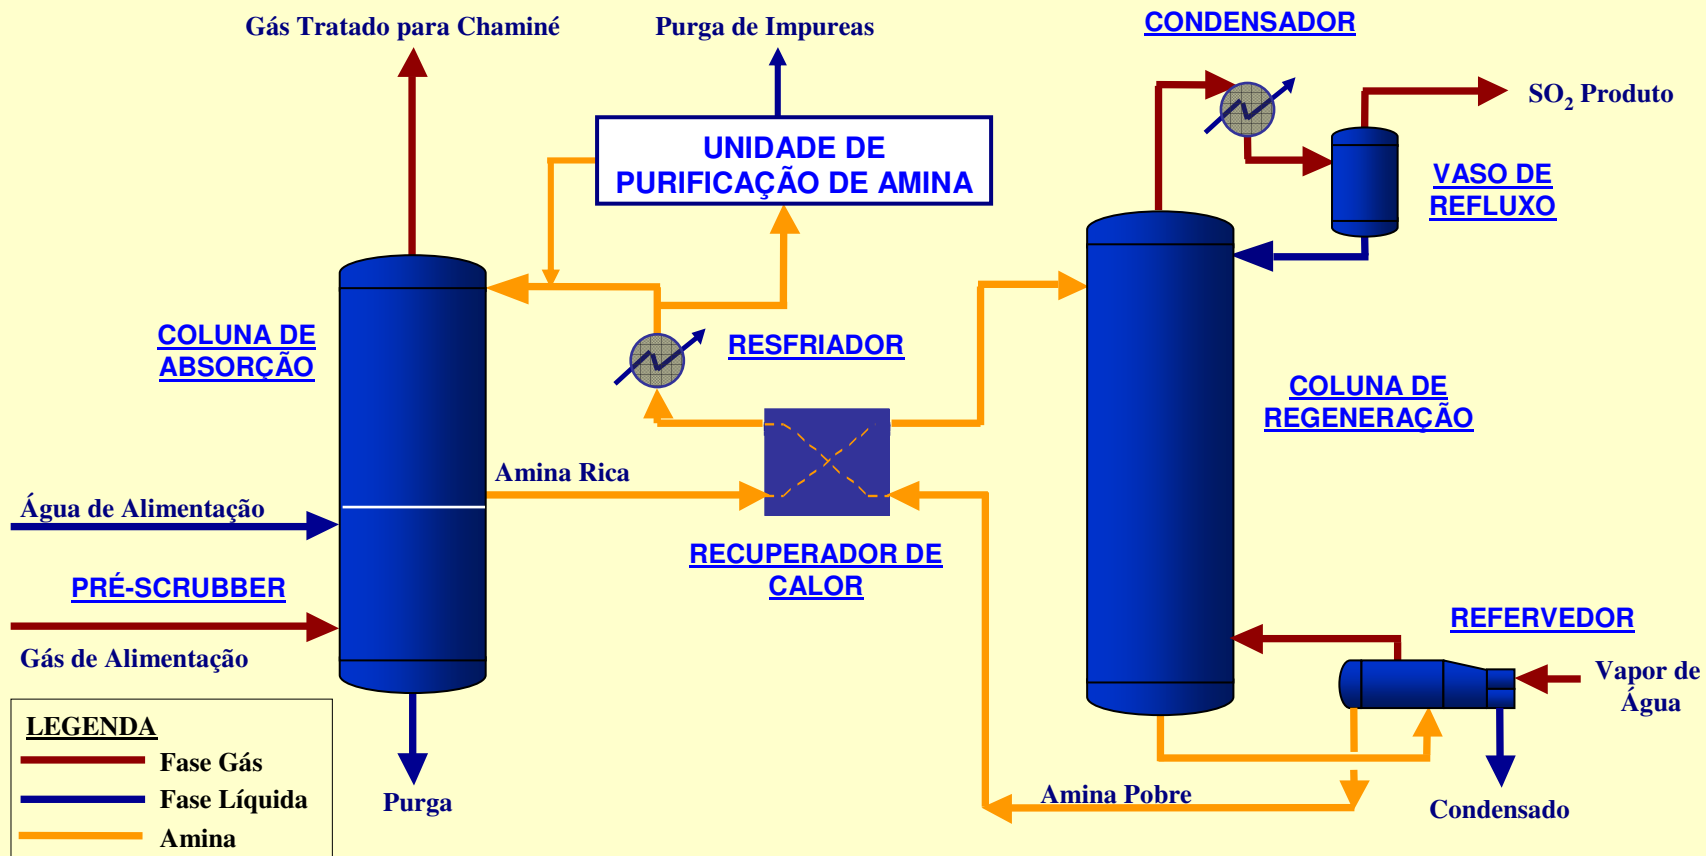 Gás Tratado para Chaminé
Purga de Impureas
CONDENSADOR
SO₂ Produto
UNIDADE DE
PURIFICAÇÃO DE AMINA
VASO DE
REFLUXO
COLUNA DE
ABSORÇÃO
RESFRIADOR
COLUNA DE
REGENERAÇÃO
Amina Rica
Água de Alimentação
RECUPERADOR DE
CALOR
PRÉ-SCRUBBER
Gás de Alimentação
REFERVEDOR
Vapor de
Água
LEGENDA
Fase Gás
Fase Líquida
Amina
Purga
Amina Pobre
Condensado